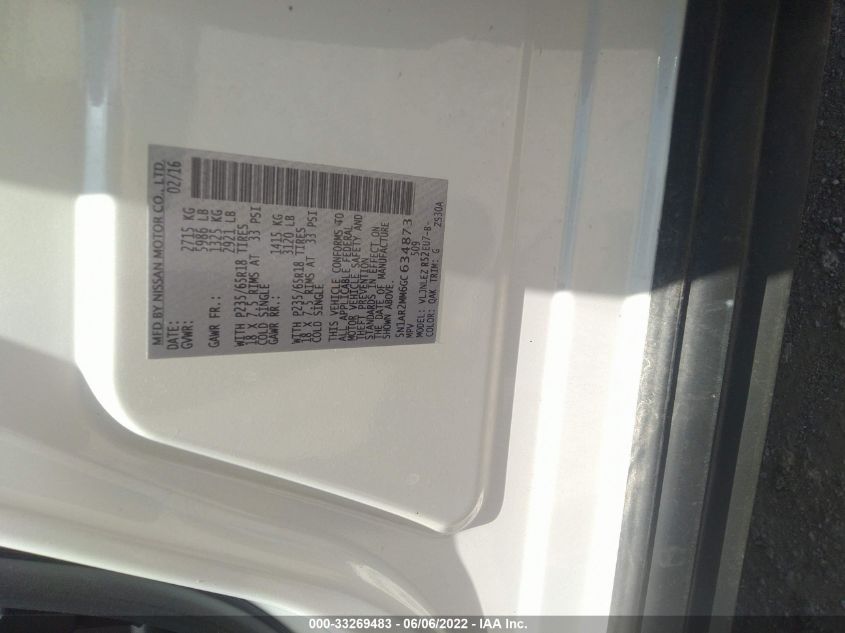 MFD BY NISSAN MOTOR CO., LTD.
DATE: 02/16
GVWR: 2715 KG
5986 LB
GAWR FR.: 1325 KG
2921 LB
WITH P235/65R18 TIRES
18 X 7 RIMS AT 33 PSI
COLD SINGLE
GAWR RR.: 1415 KG
3120 LB
WITH P235/65R18 TIRES
18 X 7 RIMS AT 33 PSI
COLD SINGLE
THIS VEHICLE CONFORMS TO
ALL APPLICABLE FEDERAL
MOTOR VEHICLE SAFETY AND
THEFT PREVENTION
STANDARDS IN EFFECT ON
THE DATE OF MANUFACTURE
SHOWN ABOVE.
5N1AR2MM6GC634873
MPV 509
MODEL: VLJNLEZ R52EU7-B-
COLOR: QAK TRIM: G 2S30A
000-33269483 - 06/06/2022 - IAA Inc.